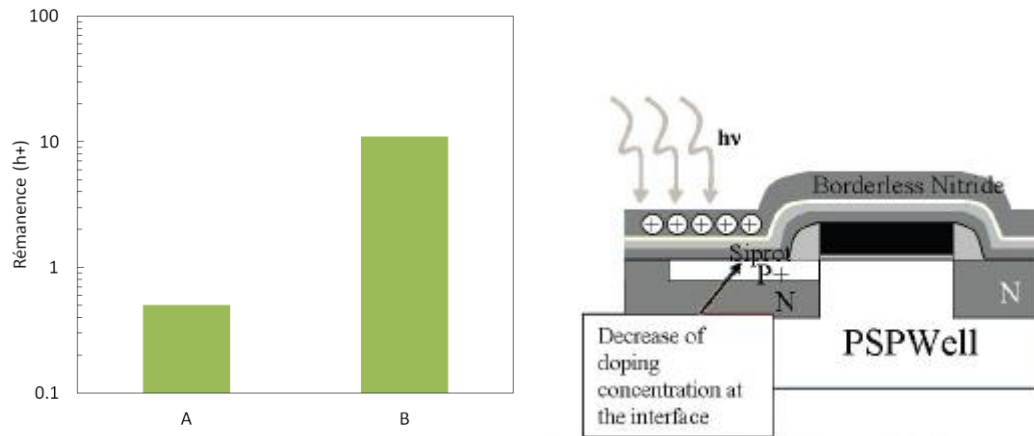 100
10
1
0.1
Rémanence (h+)
A
B
hν
Borderless Nitride
Siprot
P+
N
N
PSPWell
Decrease of
doping
concentration at
the interface